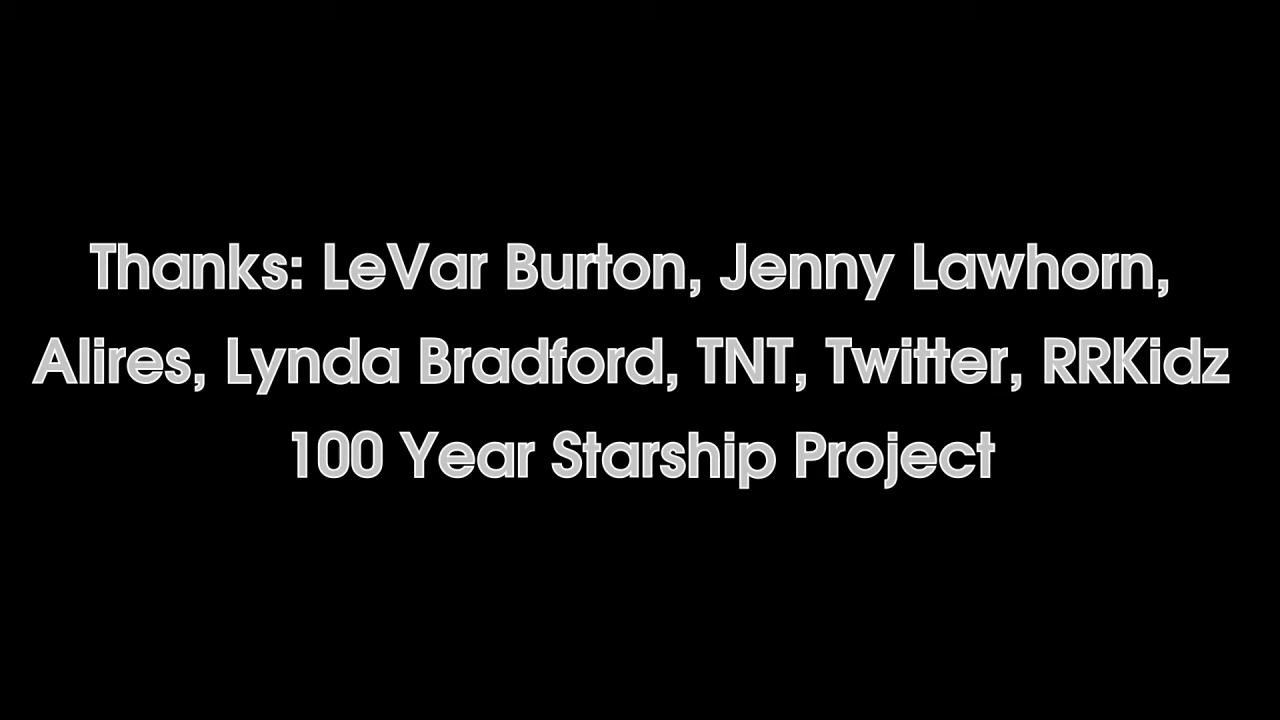 Thanks: LeVar Burton, Jenny Lawhorn,
Alires, Lynda Bradford, TNT, Twitter, RRKidz
100 Year Starship Project